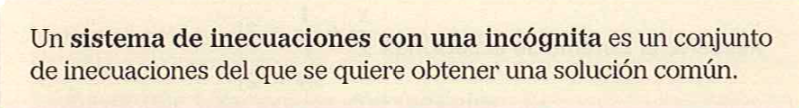 Un sistema de inecuaciones con una incógnita es un conjunto
de inecuaciones del que se quiere obtener una solución común.